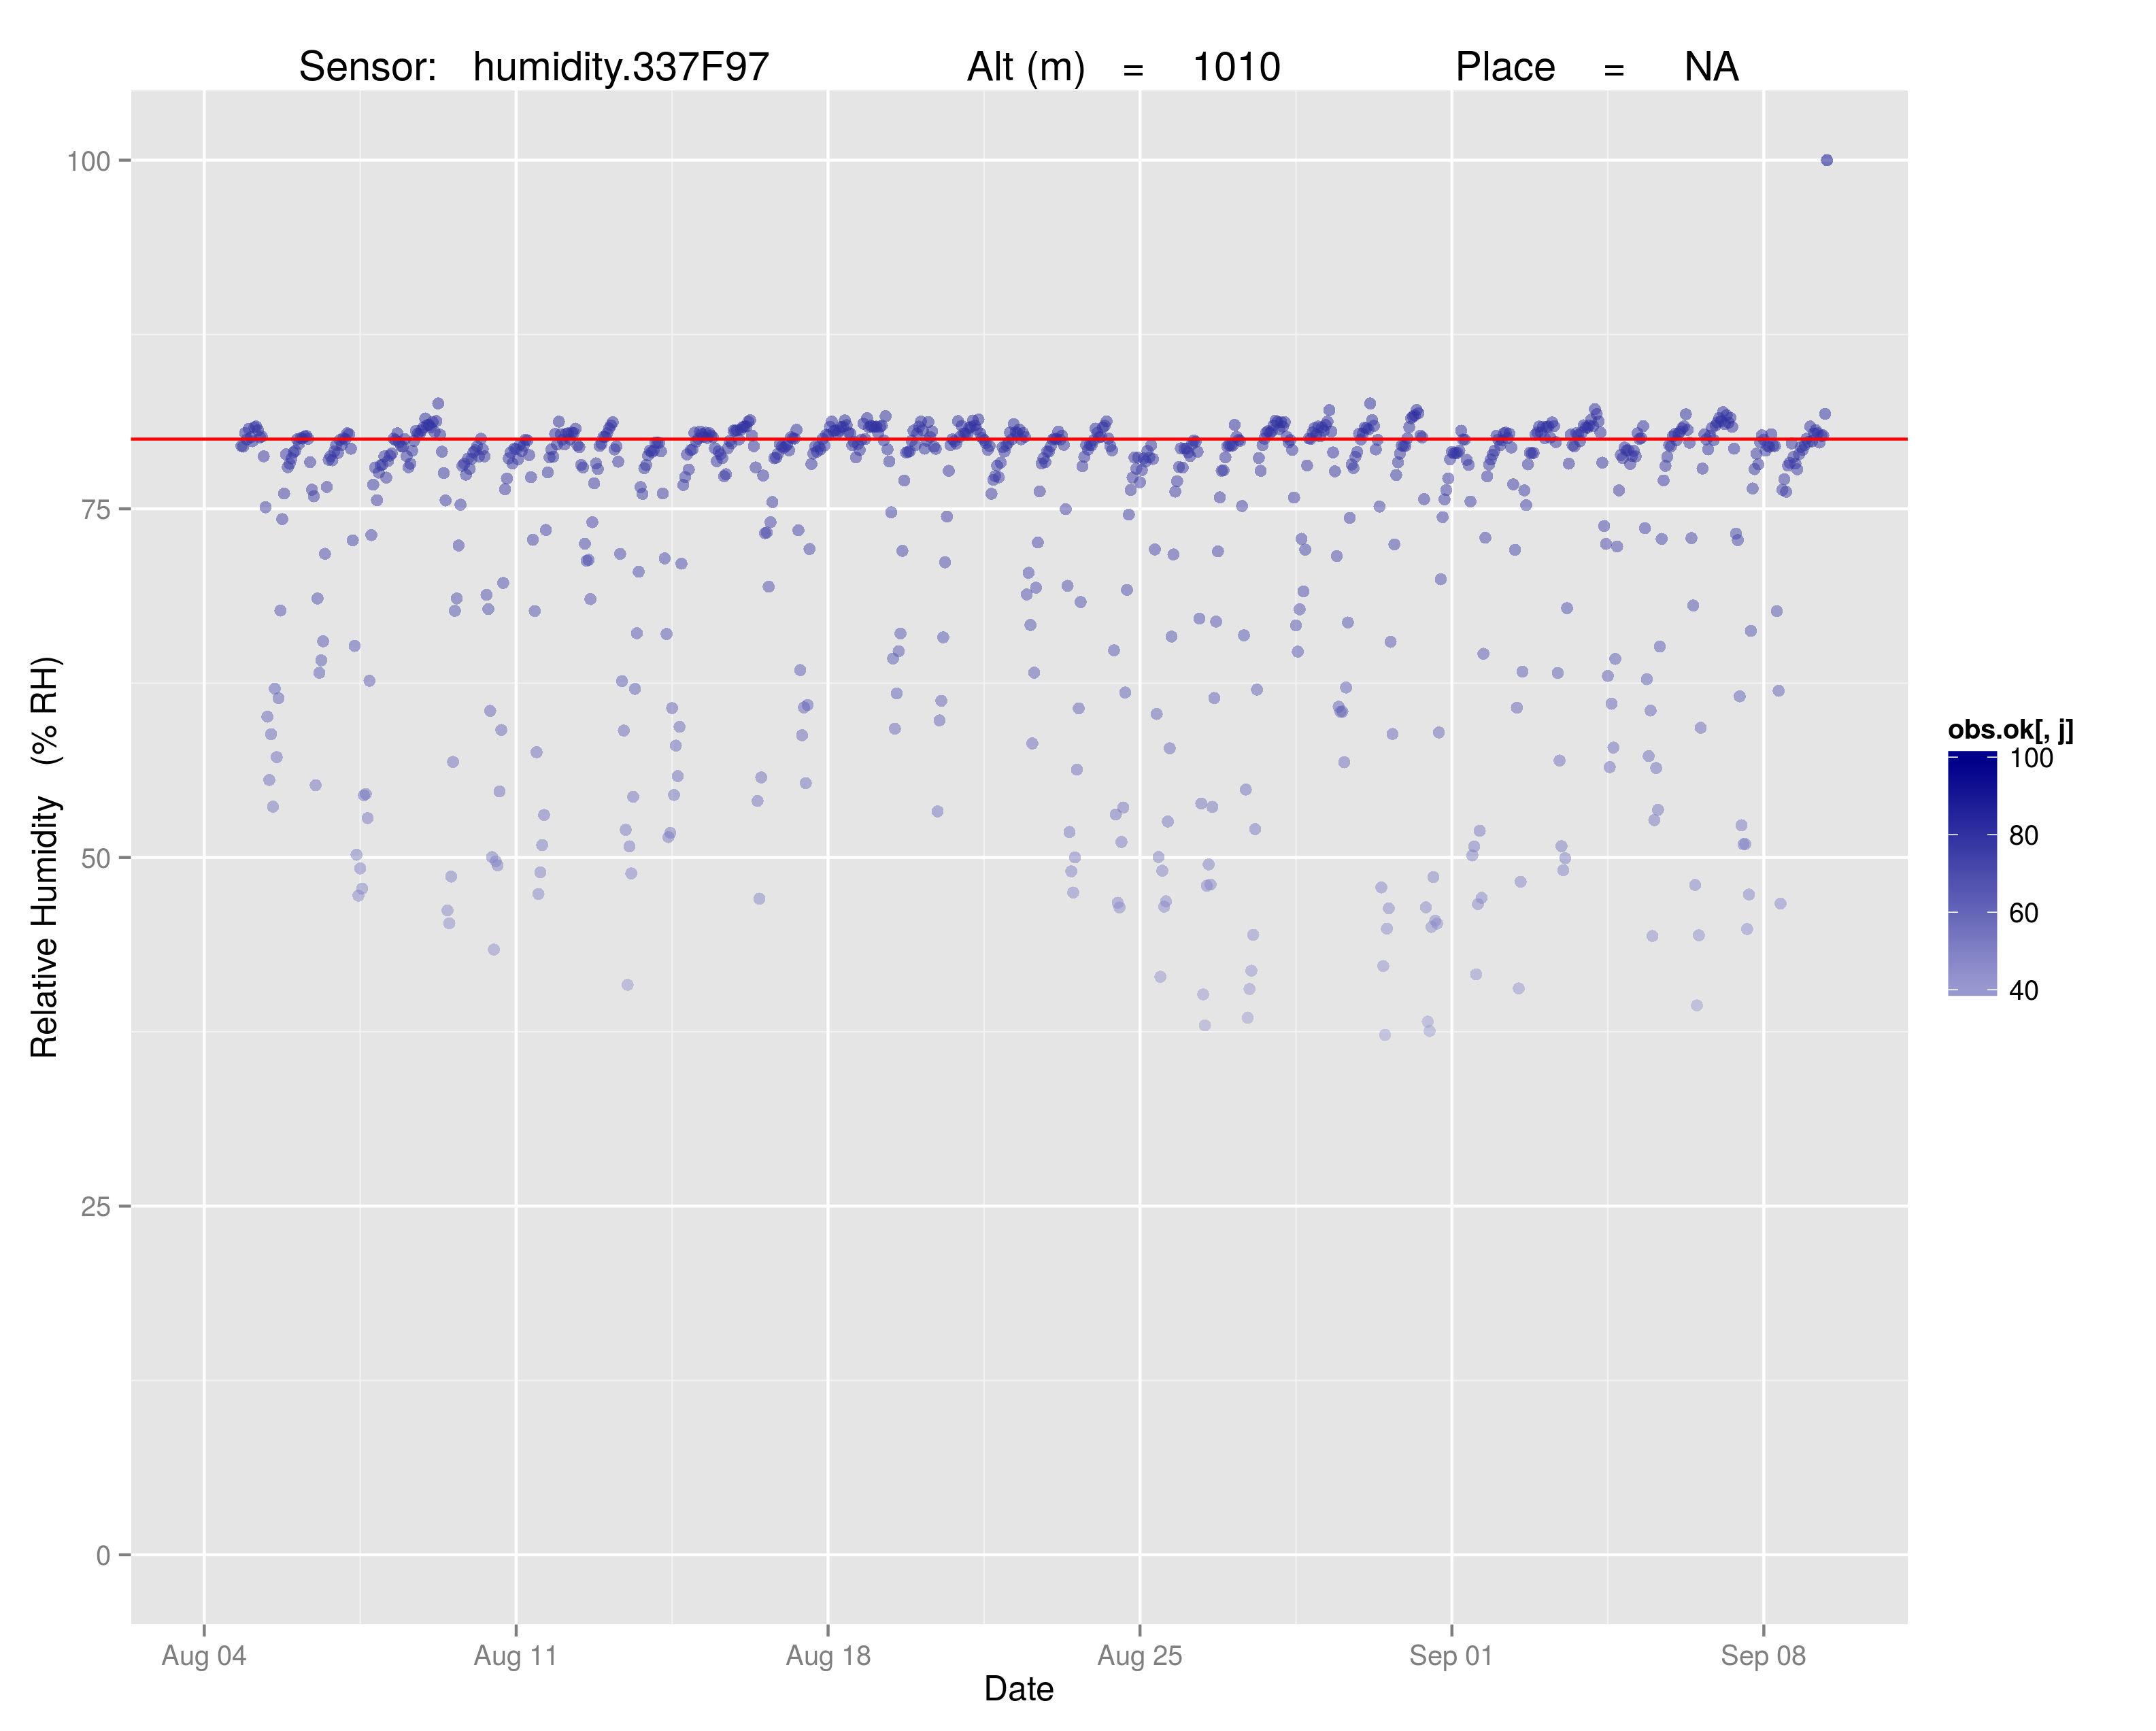 Sensor: humidity.337F97 Alt (m) = 1010 Place = NA
100
75
50
25
0
Relative Humidity (% RH)
Aug 04 Aug 11 Aug 18 Aug 25 Sep 01 Sep 08
Date
obs.ok[, j]
100
80
60
40